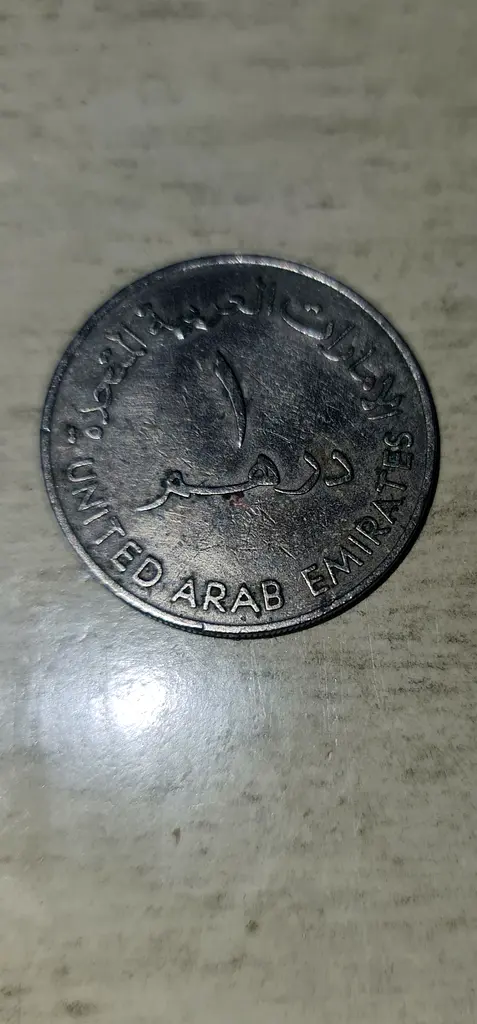 الإمارات العربية المتحدة
١
درهم
UNITED ARAB EMIRATES